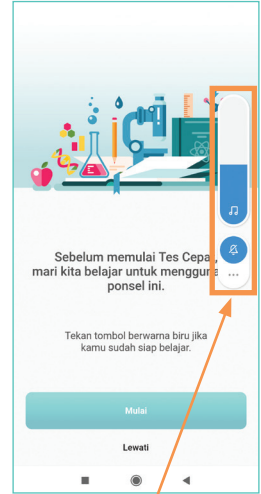 Sebelum memulai Tes Cepat,
mari kita belajar untuk mengguna
ponsel ini.
Tekan tombol berwarna biru jika
kamu sudah siap belajar.
Mulai
Lewati